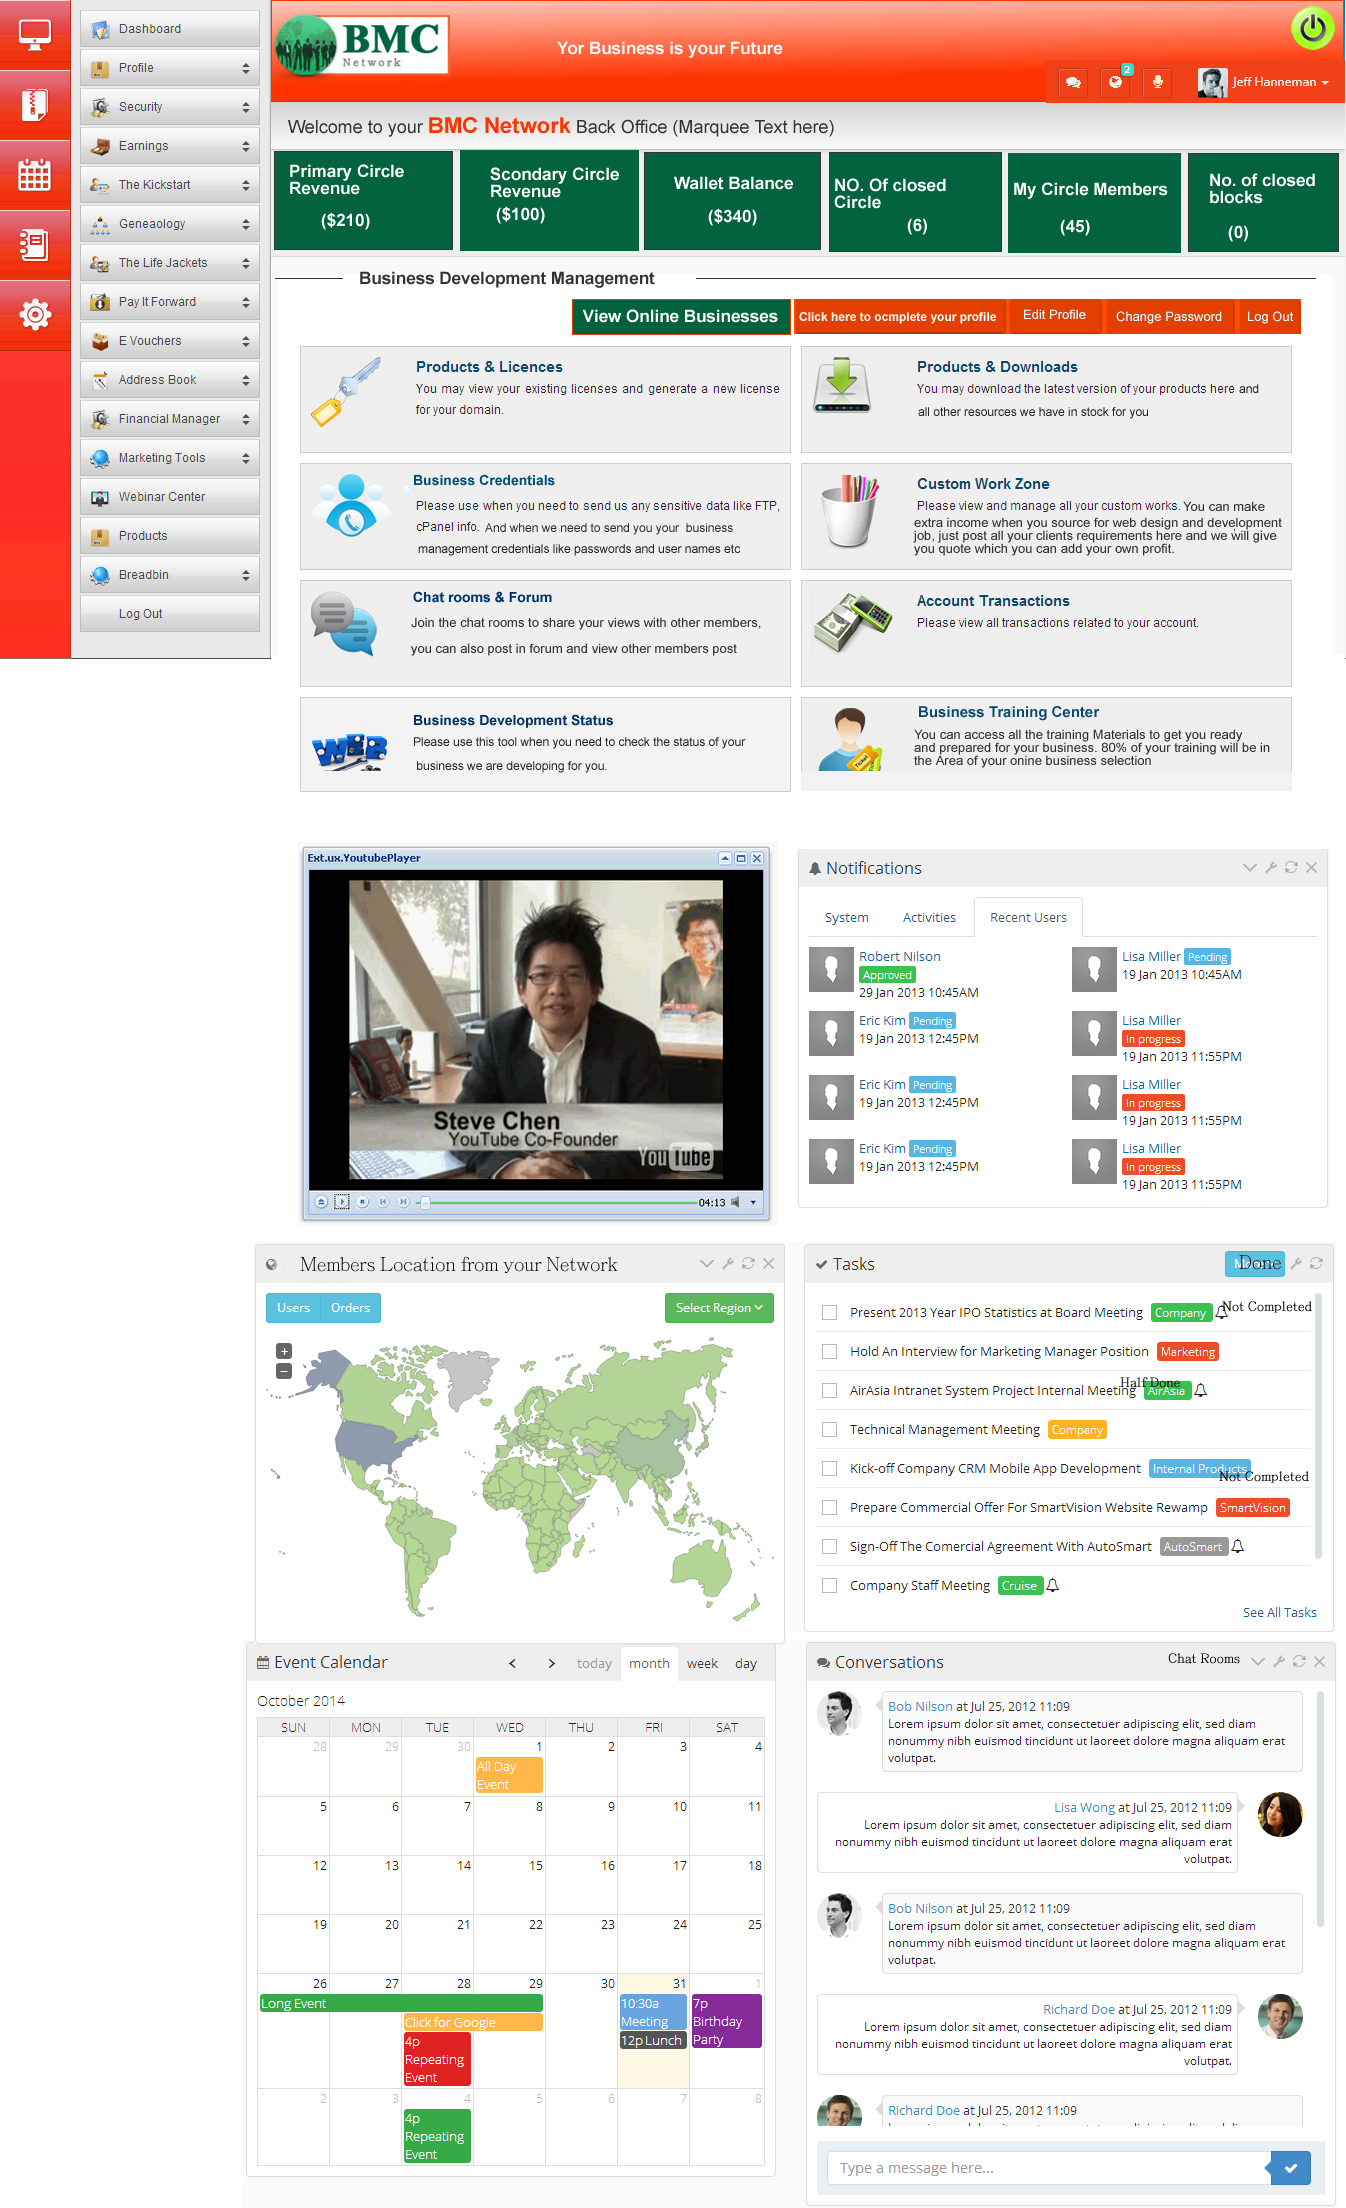 Dashboard
Profile
Security
Earnings
The Kickstart
Geneaology
The Life Jackets
Pay It Forward
E Vouchers
Address Book
Financial Manager
Marketing Tools
Webinar Center
Products
Breadbin
Log Out
BMC
Network
Yor Business is your Future
2
Jeff Hanneman
Welcome to your BMC Network Back Office (Marquee Text here)
Primary Circle
Revenue
($210)
Scondary Circle
Revenue
($100)
Wallet Balance
($340)
NO. Of closed
Circle
(6)
My Circle Members
(45)
No. of closed
blocks
(0)
Business Development Management
View Online Businesses
Click here to ocmplete your profile
Edit Profile
Change Password
Log Out
Products & Licences
You may view your existing licenses and generate a new license
for your domain.
Products & Downloads
You may download the latest version of your products here and
all other resources we have in stock for you
Business Credentials
Please use when you need to send us any sensitive data like FTP,
cPanel info. And when we need to send you your business
management credentials like passwords and user names etc
Custom Work Zone
Please view and manage all your custom works. You can make
extra income when you source for web design and development
job, just post all your clients requirements here and we will give
you quote which you can add your own profit.
Chat rooms & Forum
Join the chat rooms to share your views with other members,
you can also post in forum and view other members post
Account Transactions
Please view all transactions related to your account.
WEB
Business Development Status
Please use this tool when you need to check the status of your
business we are developing for you.
Ticket
Business Training Center
You can access all the training Materials to get you ready
and prepared for your business. 80% of your training will be in
the Area of your onine business selection
Ext.ux.YoutubePlayer
Steve Chen
YouTube Co-Founder
YouTube
04:13
Notifications
System
Activities
Recent Users
Robert Nilson
Approved
29 Jan 2013 10:45AM
Lisa Miller Pending
19 Jan 2013 10:45AM
Eric Kim Pending
19 Jan 2013 12:45PM
Lisa Miller
In progress
19 Jan 2013 11:55PM
Eric Kim Pending
19 Jan 2013 12:45PM
Lisa Miller
In progress
19 Jan 2013 11:55PM
Eric Kim Pending
19 Jan 2013 12:45PM
Lisa Miller
In progress
19 Jan 2013 11:55PM
Members Location from your Network
Users
Orders
Select Region
+
−
Tasks
Done
Present 2013 Year IPO Statistics at Board Meeting Company Not Completed
Hold An Interview for Marketing Manager Position Marketing
Half Done
AirAsia Intranet System Project Internal Meeting AirAsia
Technical Management Meeting Company
Kick-off Company CRM Mobile App Development Internal Products
Not Completed
Prepare Commercial Offer For SmartVision Website Rewamp SmartVision
Sign-Off The Comercial Agreement With AutoSmart AutoSmart
Company Staff Meeting Cruise
See All Tasks
Event Calendar
today
month
week
day
October 2014
SUN MON TUE WED THU FRI SAT
28 29 30 1 2 3 4
All Day
Event
5 6 7 8 9 10 11
12 13 14 15 16 17 18
19 20 21 22 23 24 25
26 27 28 29 30 31 1
Long Event
Click for Google
4p
Repeating
Event
10:30a
Meeting
12p Lunch
7p
Birthday
Party
2 3 4 5 6 7 8
4p
Repeating
Event
Conversations
Chat Rooms
Bob Nilson at Jul 25, 2012 11:09
Lorem ipsum dolor sit amet, consectetuer adipiscing elit, sed diam
nonummy nibh euismod tincidunt ut laoreet dolore magna aliquam erat
volutpat.
Lisa Wong at Jul 25, 2012 11:09
Lorem ipsum dolor sit amet, consectetuer adipiscing elit, sed diam
nonummy nibh euismod tincidunt ut laoreet dolore magna aliquam erat
volutpat.
Bob Nilson at Jul 25, 2012 11:09
Lorem ipsum dolor sit amet, consectetuer adipiscing elit, sed diam
nonummy nibh euismod tincidunt ut laoreet dolore magna aliquam erat
volutpat.
Richard Doe at Jul 25, 2012 11:09
Lorem ipsum dolor sit amet, consectetuer adipiscing elit, sed diam
nonummy nibh euismod tincidunt ut laoreet dolore magna aliquam erat
volutpat.
Richard Doe at Jul 25, 2012 11:09
Type a message here...